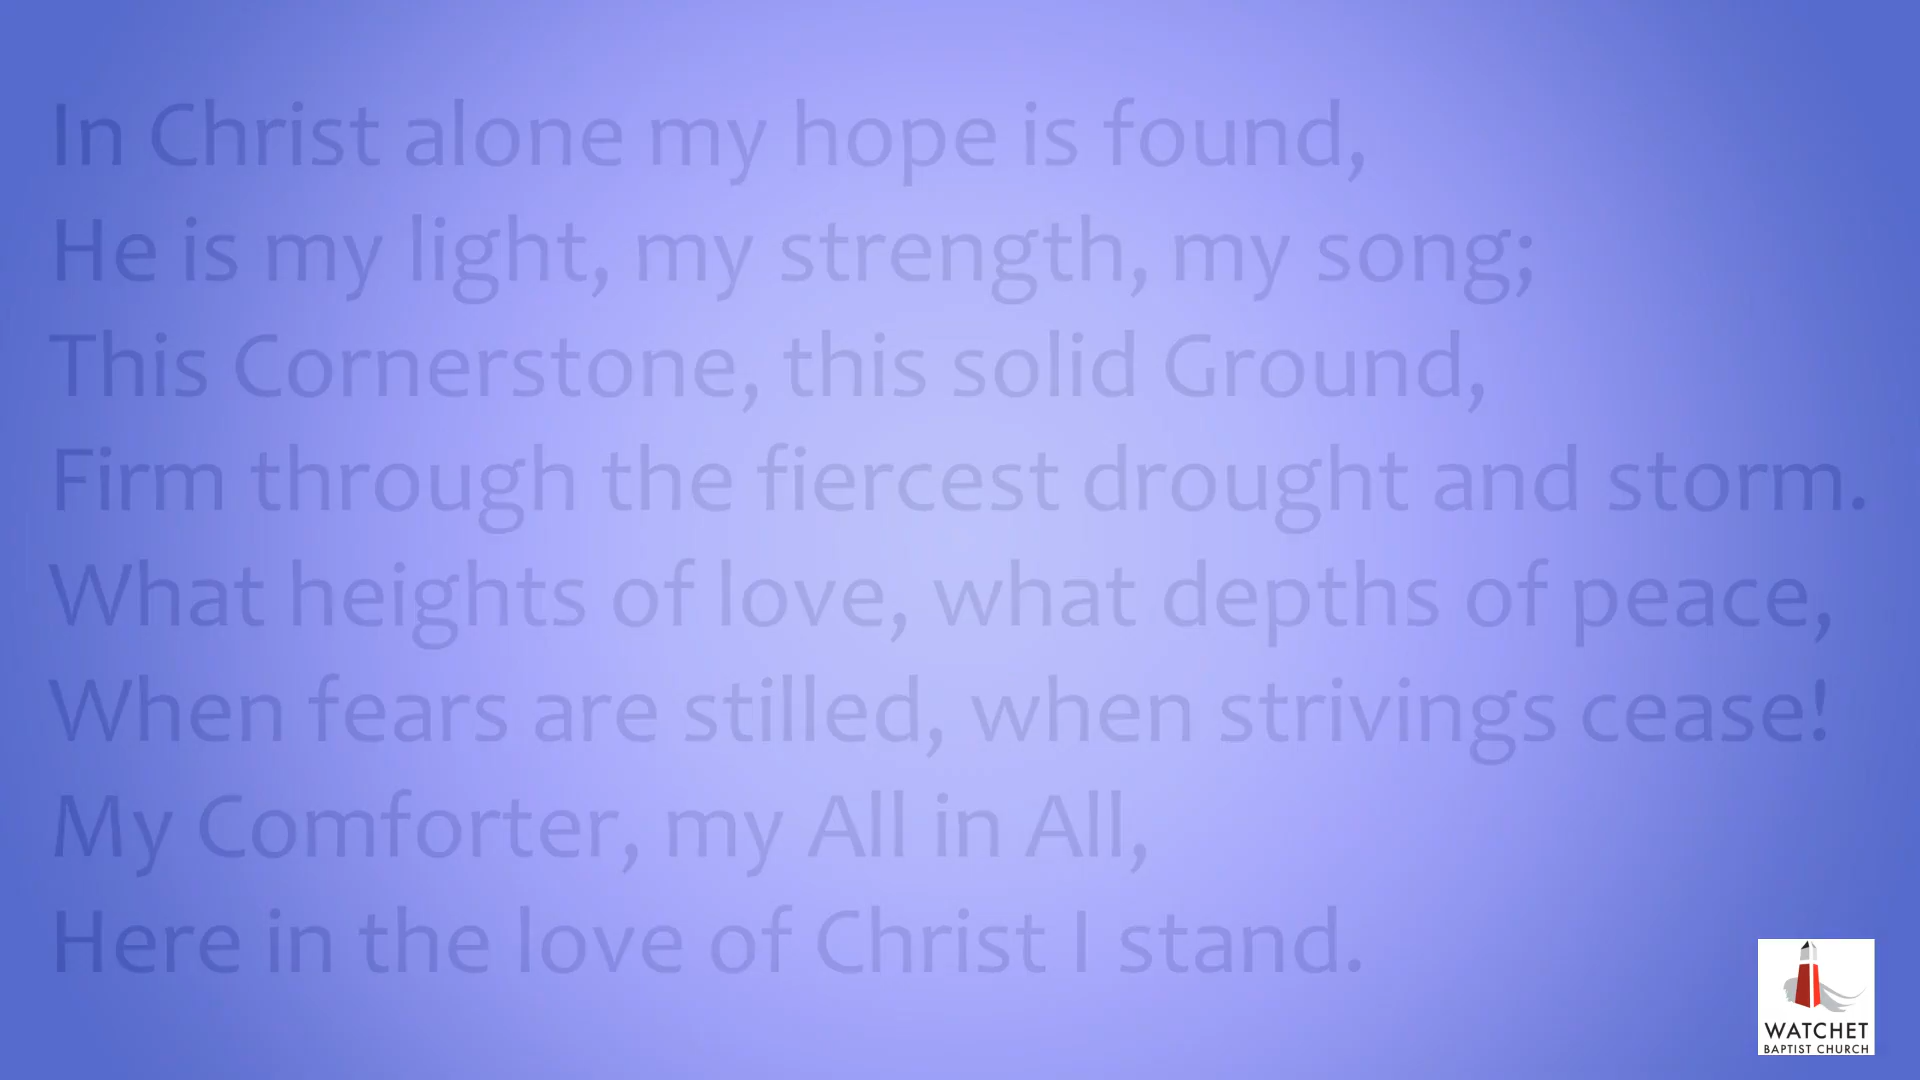 In Christ alone my hope is found,
He is my light, my strength, my song;
This Cornerstone, this solid Ground,
Firm through the fiercest drought and storm.
What heights of love, what depths of peace,
When fears are stilled, when strivings cease!
My Comforter, my All in All,
Here in the love of Christ I stand.
WATCHET
BAPTIST CHURCH